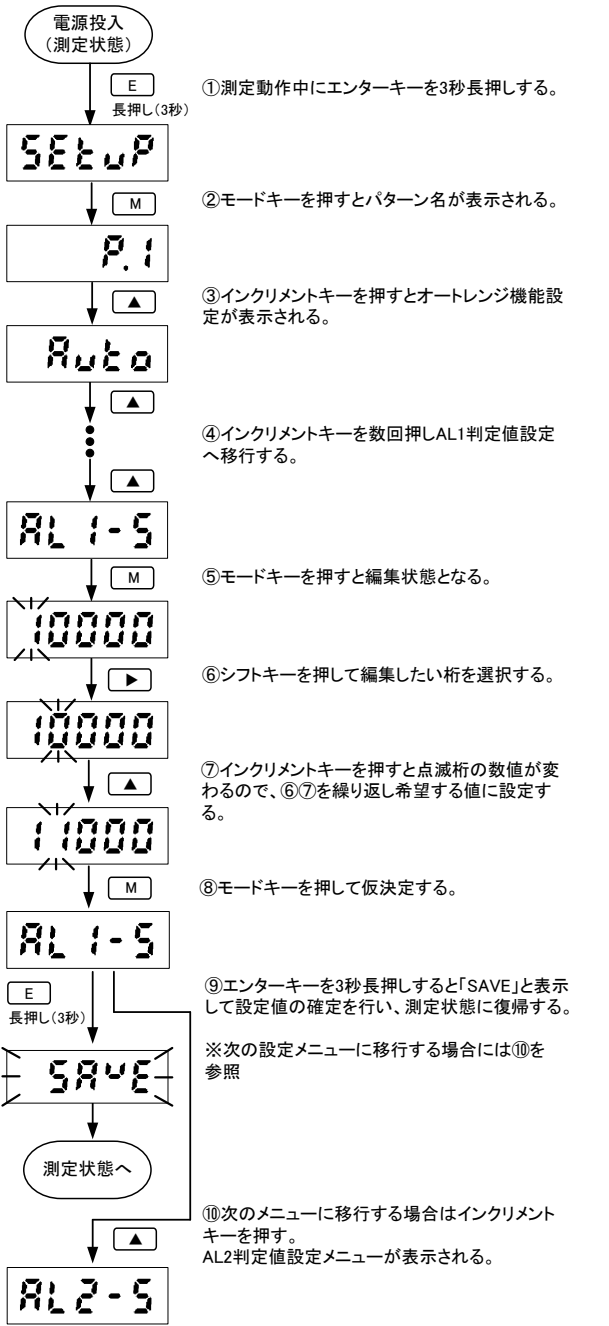 電源投入
（測定状態）
E
長押し（3秒）
①測定動作中にエンターキーを3秒長押しする。
SEtuP
M
②モードキーを押すとパターン名が表示される。
P.1
▲
③インクリメントキーを押すとオートレンジ機能設
定が表示される。
Auto
▲
④インクリメントキーを数回押しAL1判定値設定
へ移行する。
▲
AL1-S
M
⑤モードキーを押すと編集状態となる。
10000
▶
⑥シフトキーを押して編集したい桁を選択する。
10000
▲
⑦インクリメントキーを押すと点滅桁の数値が変
わるので、⑥⑦を繰り返し希望する値に設定す
る。
11000
M
⑧モードキーを押して仮決定する。
AL1-S
E
長押し（3秒）
⑨エンターキーを3秒長押しすると「SAVE」と表示
して設定値の確定を行い、測定状態に復帰する。
※次の設定メニューに移行する場合には⑩を
参照
SAvE
測定状態へ
▲
⑩次のメニューに移行する場合はインクリメント
キーを押す。
AL2判定値設定メニューが表示される。
AL2-S